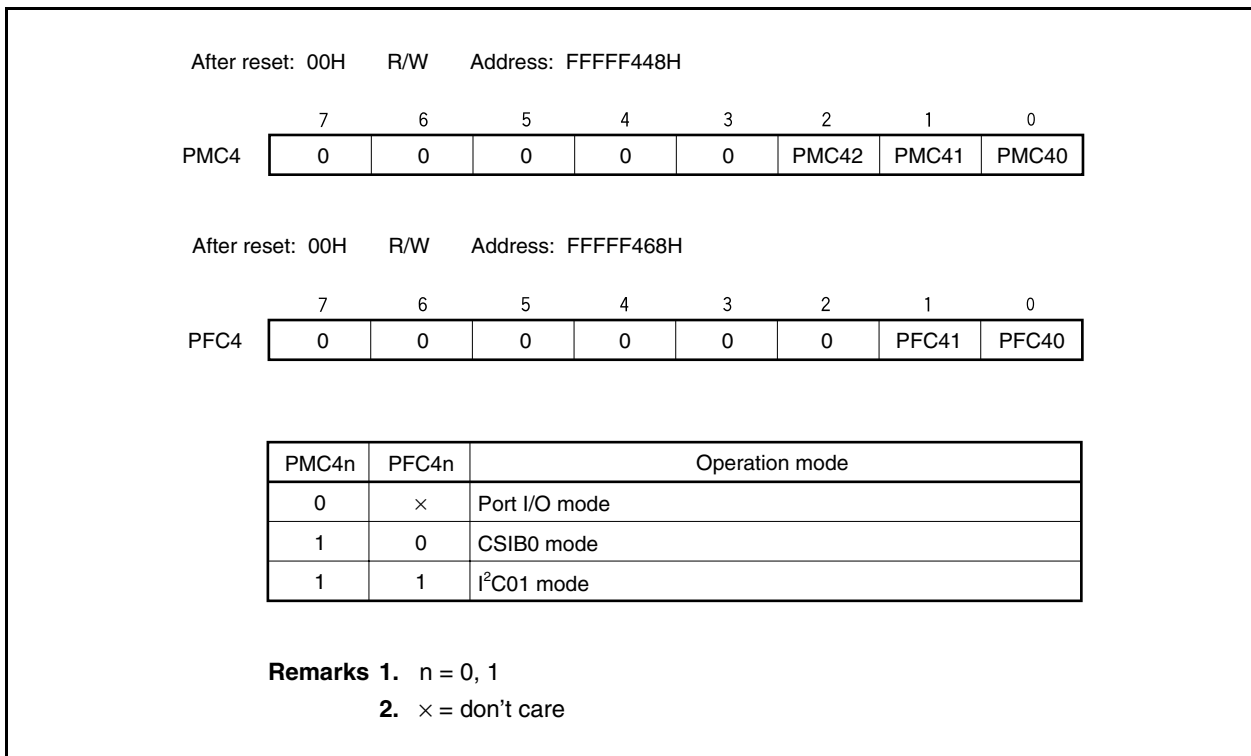 After reset: 00H R/W Address: FFFFF448H
7 6 5 4 3 2 1 0
PMC4 0 0 0 0 0 PMC42 PMC41 PMC40
After reset: 00H R/W Address: FFFFF468H
7 6 5 4 3 2 1 0
PFC4 0 0 0 0 0 0 PFC41 PFC40
PMC4n PFC4n Operation mode
0 × Port I/O mode
1 0 CSIB0 mode
1 1 I²C01 mode
Remarks 1. n = 0, 1
2. × = don't care